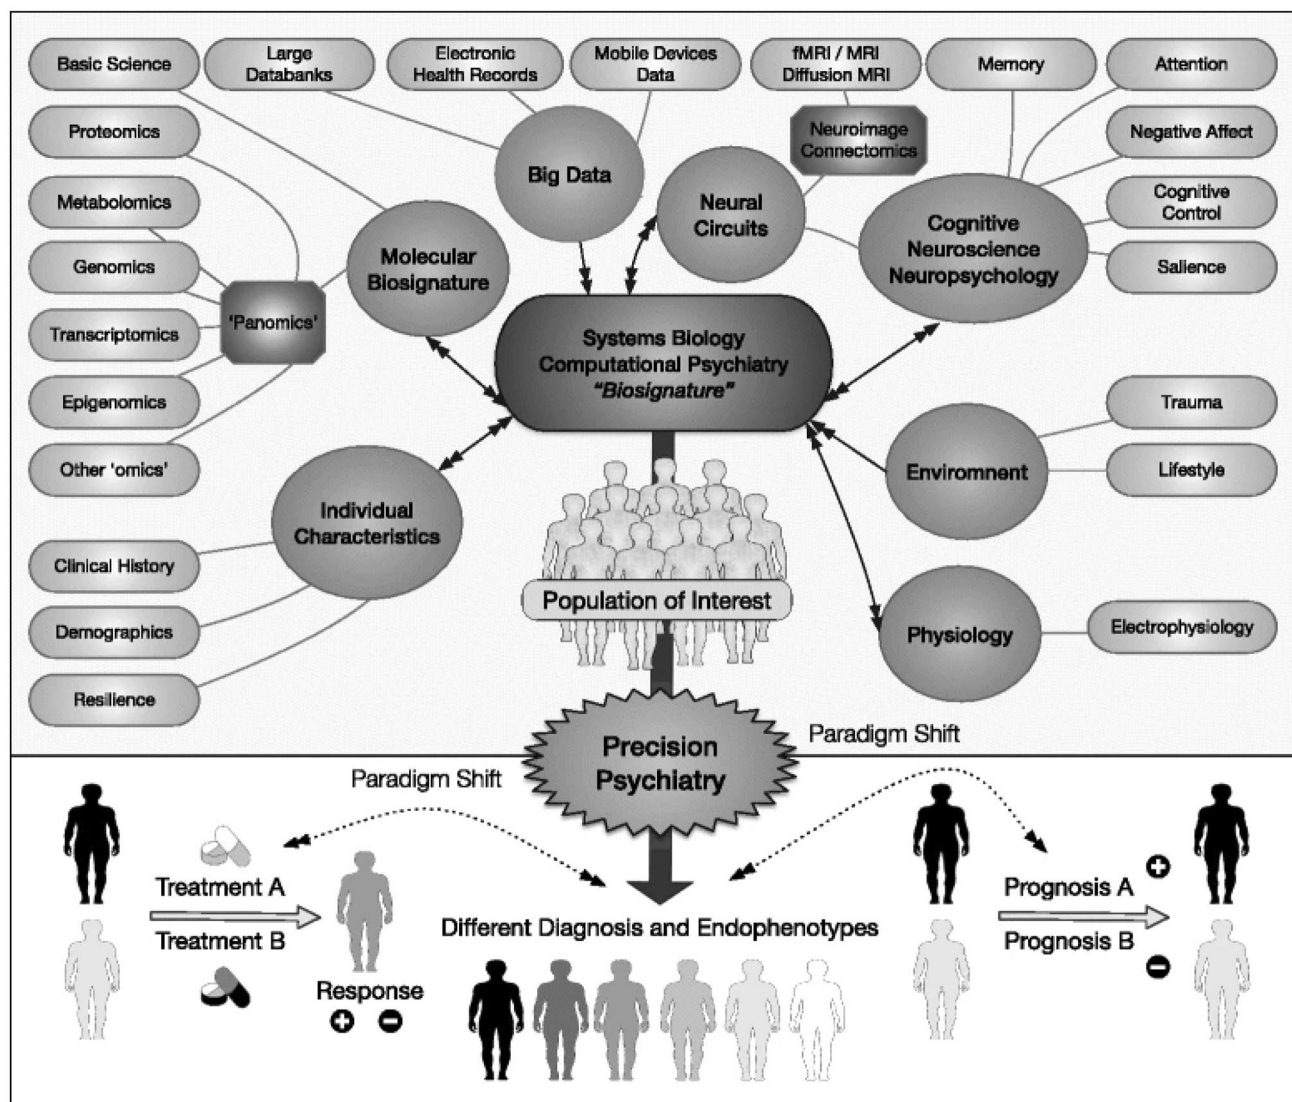 Basic Science
Large
Databanks
Electronic
Health Records
Mobile Devices
Data
fMRI / MRI
Diffusion MRI
Memory
Attention
Proteomics
Neuroimage
Connectomics
Negative Affect
Big Data
Metabolomics
Neural
Circuits
Cognitive
Neuroscience
Neuropsychology
Cognitive
Control
Genomics
Molecular
Biosignature
Salience
'Panomics'
Transcriptomics
Systems Biology
Computational Psychiatry
"Biosignature"
Epigenomics
Trauma
Other 'omics'
Enviromnent
Lifestyle
Individual
Characteristics
Clinical History
Population of Interest
Demographics
Physiology
Electrophysiology
Resilience
Precision
Psychiatry
Paradigm Shift
Paradigm Shift
Treatment A
Treatment B
Response
+ −
Different Diagnosis and Endophenotypes
Prognosis A
+
Prognosis B
−